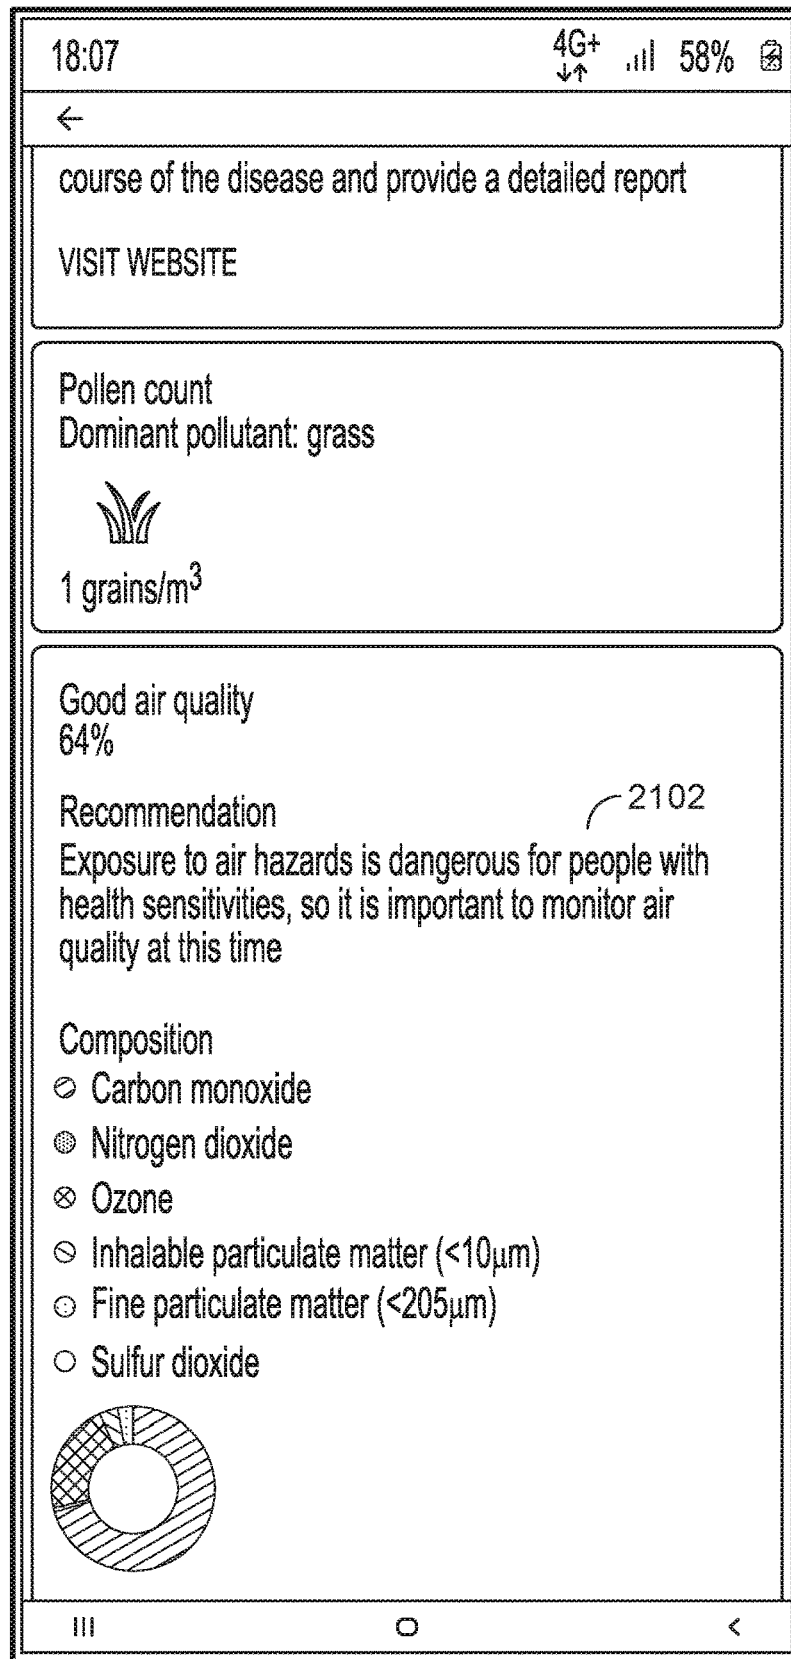 18:07 4G+ 58%
course of the disease and provide a detailed report
VISIT WEBSITE
Pollen count
Dominant pollutant: grass
1 grains/m³
Good air quality
64%
Recommendation 2102
Exposure to air hazards is dangerous for people with
health sensitivities, so it is important to monitor air
quality at this time
Composition
Carbon monoxide
Nitrogen dioxide
Ozone
Inhalable particulate matter (<10μm)
Fine particulate matter (<205μm)
Sulfur dioxide